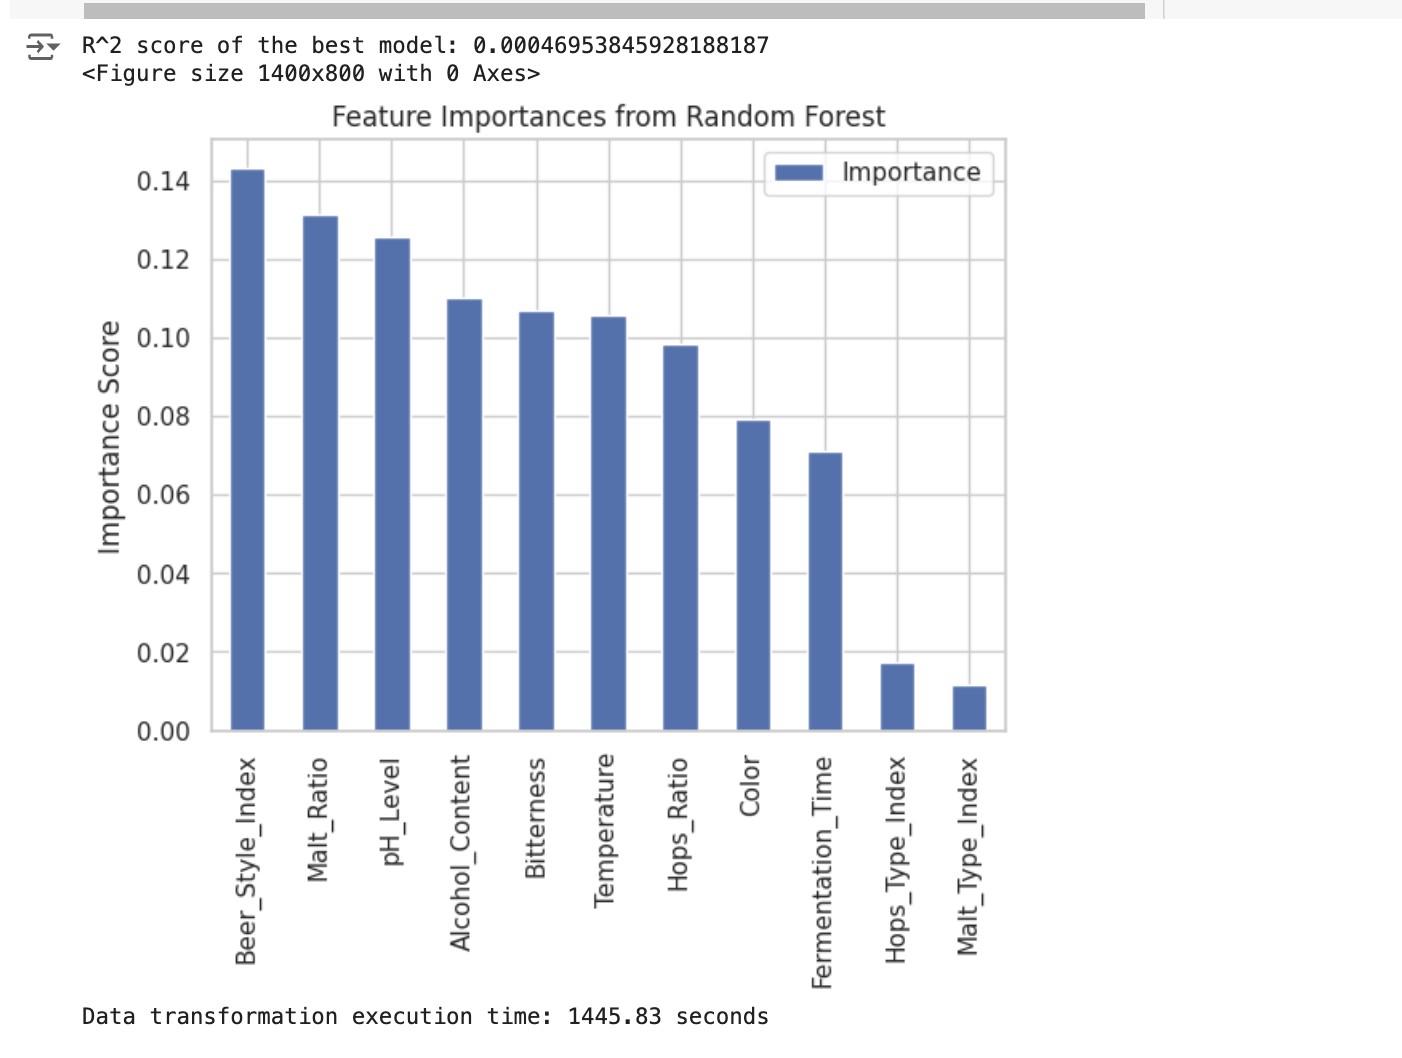 R^2 score of the best model: 0.00046953845928188187
<Figure size 1400x800 with 0 Axes>
Feature Importances from Random Forest
Importance
0.14
0.12
0.10
0.08
0.06
0.04
0.02
0.00
Importance Score
Beer_Style_Index
Malt_Ratio
pH_Level
Alcohol_Content
Bitterness
Temperature
Hops_Ratio
Color
Fermentation_Time
Hops_Type_Index
Malt_Type_Index
Data transformation execution time: 1445.83 seconds